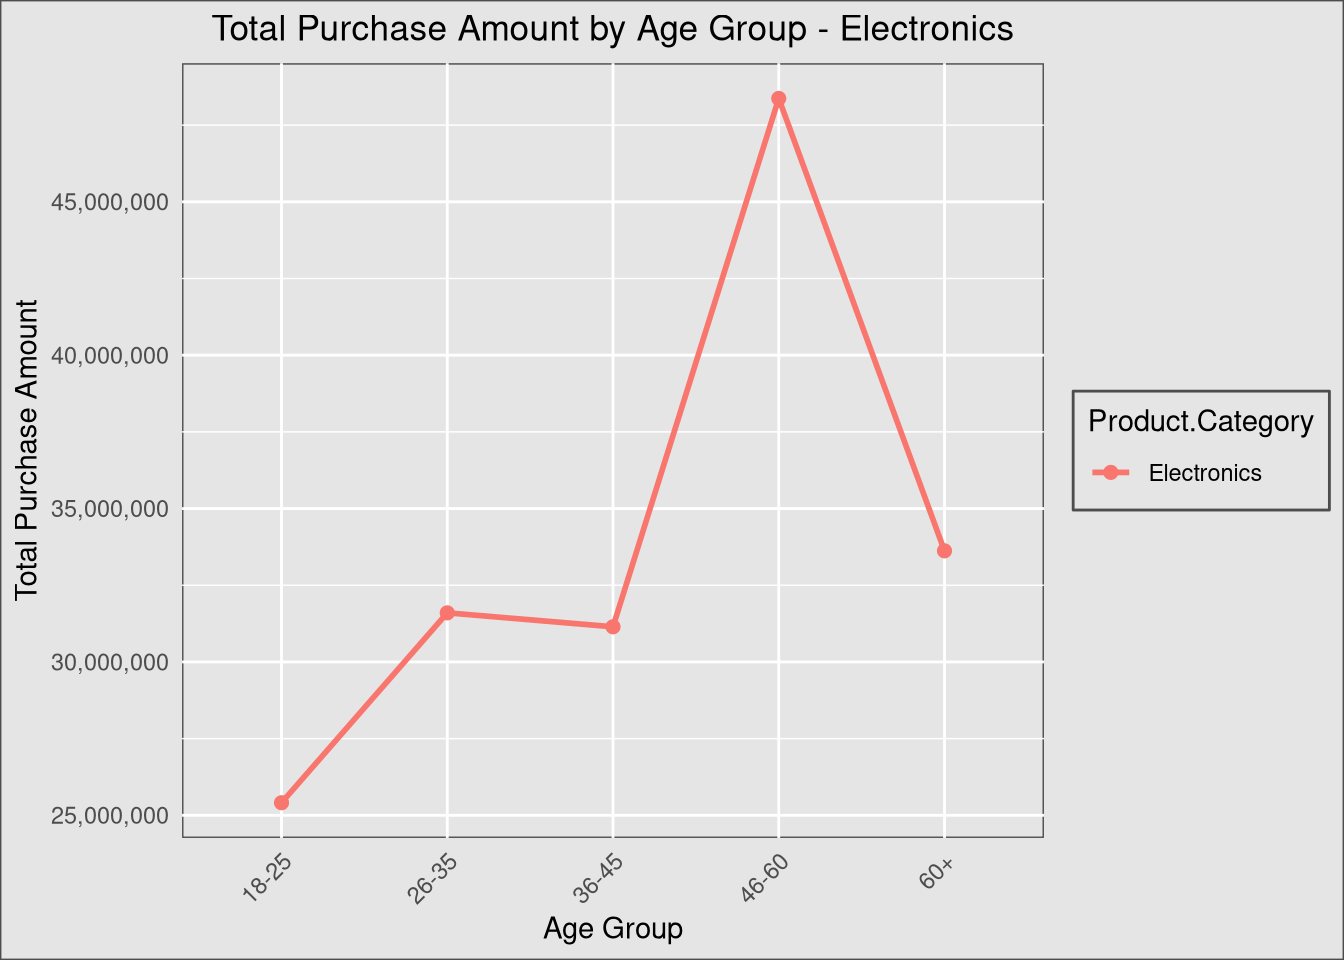 Total Purchase Amount by Age Group - Electronics
Total Purchase Amount
45,000,000
40,000,000
35,000,000
30,000,000
25,000,000
18-25
26-35
36-45
46-60
60+
Age Group
Product.Category
Electronics